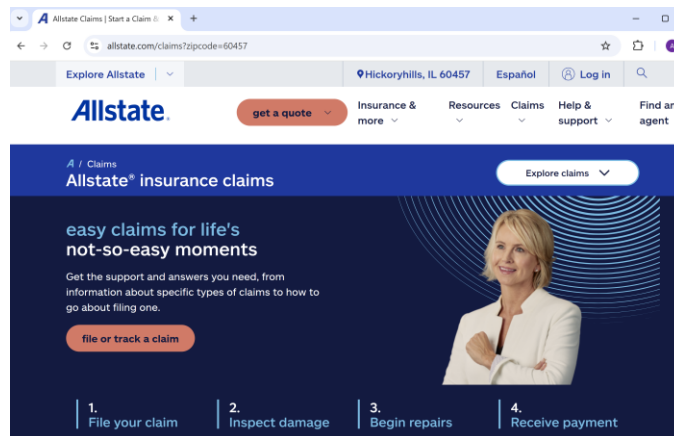 Allstate Claims | Start a Claim &
allstate.com/claims?zipcode=60457
Explore Allstate
Hickoryhills, IL 60457
Español
Log in
Allstate.
get a quote
Insurance & more
Resources
Claims
Help & support
Find an agent
A / Claims
Allstate® insurance claims
Explore claims
easy claims for life's
not-so-easy moments
Get the support and answers you need, from
information about specific types of claims to how to
go about filing one.
file or track a claim
1.
File your claim
2.
Inspect damage
3.
Begin repairs
4.
Receive payment